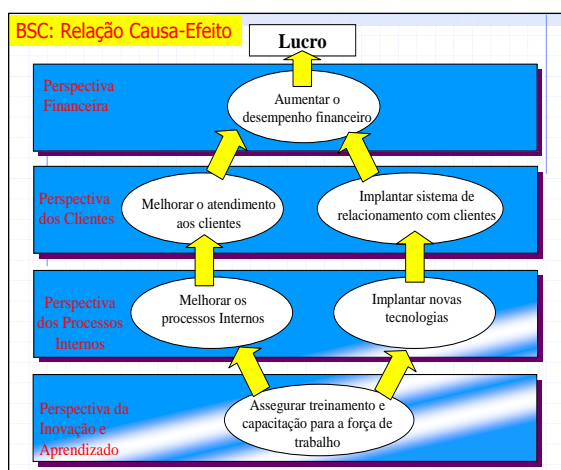 BSC: Relação Causa-Efeito
Lucro
Perspectiva
Financeira
Aumentar o
desempenho financeiro
Perspectiva
dos Clientes
Melhorar o atendimento
aos clientes
Implantar sistema de
relacionamento com clientes
Perspectiva
dos Processos
Internos
Melhorar os
processos Internos
Implantar novas
tecnologias
Perspectiva da
Inovação e
Aprendizado
Assegurar treinamento e
capacitação para a força de
trabalho